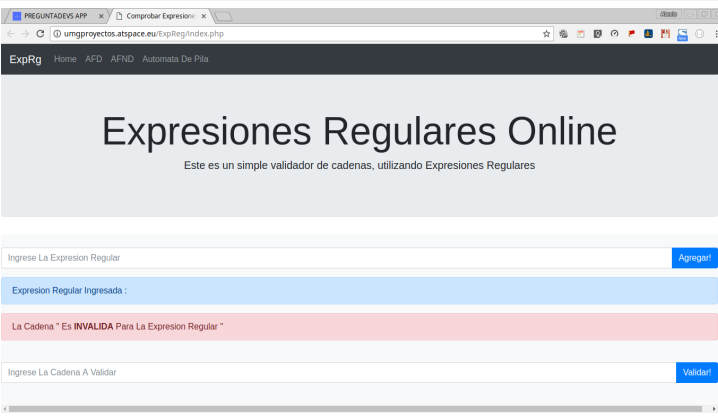 PREGUNTADEVS APP
Comprobar Expresione
Alexis
umgproyectos.atspace.eu/ExpReg/Index.php
ExpRg Home AFD AFND Automata De Pila
Expresiones Regulares Online
Este es un simple validador de cadenas, utilizando Expresiones Regulares
Ingrese La Expresion Regular Agregar!
Expresion Regular Ingresada :
La Cadena '' Es INVALIDA Para La Expresion Regular ''
Ingrese La Cadena A Validar Validar!